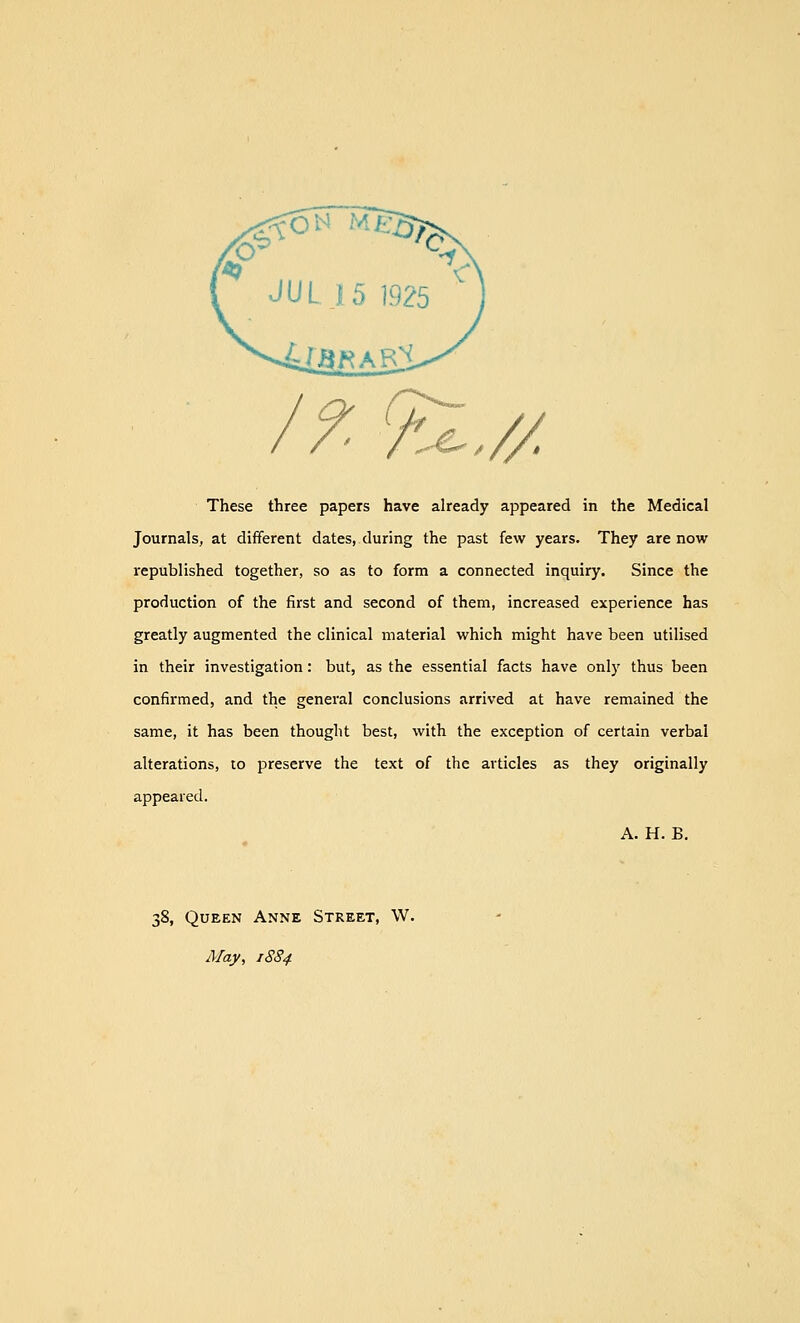 BOSTON MEDICAL
JUL 15 1925
LIBRARY
These three papers have already appeared in the Medical
Journals, at different dates, during the past few years. They are now
republished together, so as to form a connected inquiry. Since the
production of the first and second of them, increased experience has
greatly augmented the clinical material which might have been utilised
in their investigation: but, as the essential facts have only thus been
confirmed, and the general conclusions arrived at have remained the
same, it has been thought best, with the exception of certain verbal
alterations, to preserve the text of the articles as they originally
appeared.
A. H. B.
38, Queen Anne Street, W.
May, 1884